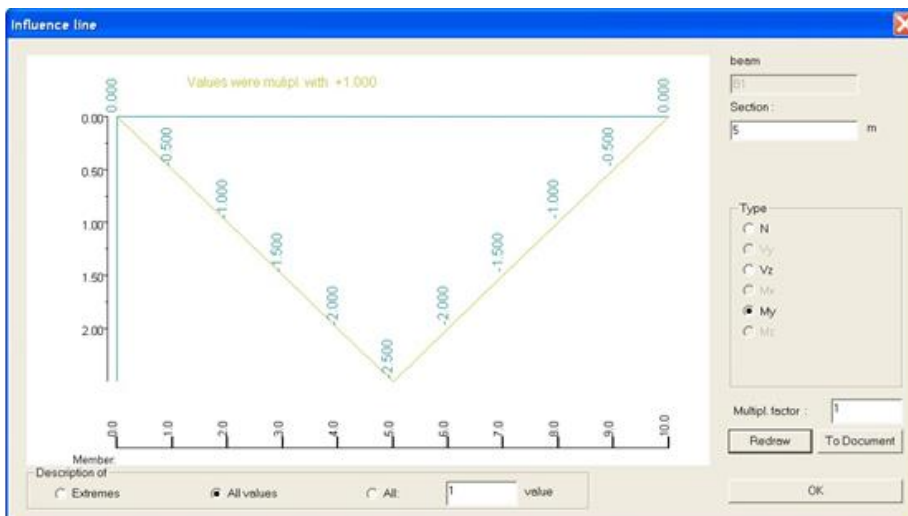 Influence line
Values were mutipl. with +1.000
0.000
0.000
0.00
0.50
1.00
1.50
2.00
-0.500
-1.000
-1.500
-2.000
-2.500
-2.000
-1.500
-1.000
-0.500
0.0
1.0
2.0
3.0
4.0
5.0
6.0
7.0
8.0
9.0
10.0
Member:
Description of
Extremes
All values
All:
1
value
beam
B1
Section :
5 m
Type
N
Vy
Vz
Mx
My
Mz
Multipl. factor :
1
Redraw
To Document
OK